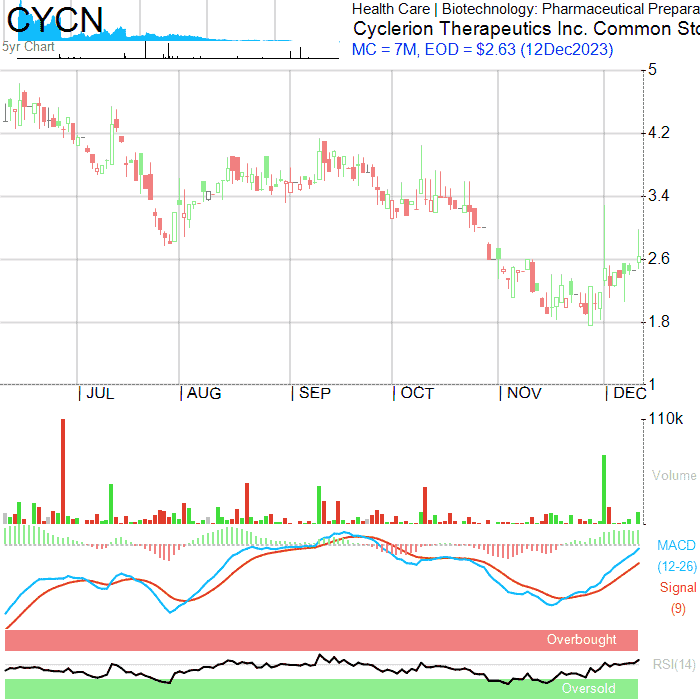 CYCN
5yr Chart
Health Care | Biotechnology: Pharmaceutical Prepara
Cyclerion Therapeutics Inc. Common Sto
MC = 7M, EOD = $2.63 (12Dec2023)
5
4.2
3.4
2.6
1.8
1
| JUL | AUG | SEP | OCT | NOV | DEC
110k
Volume
MACD
(12-26)
Signal
(9)
Overbought
RSI(14)
Oversold